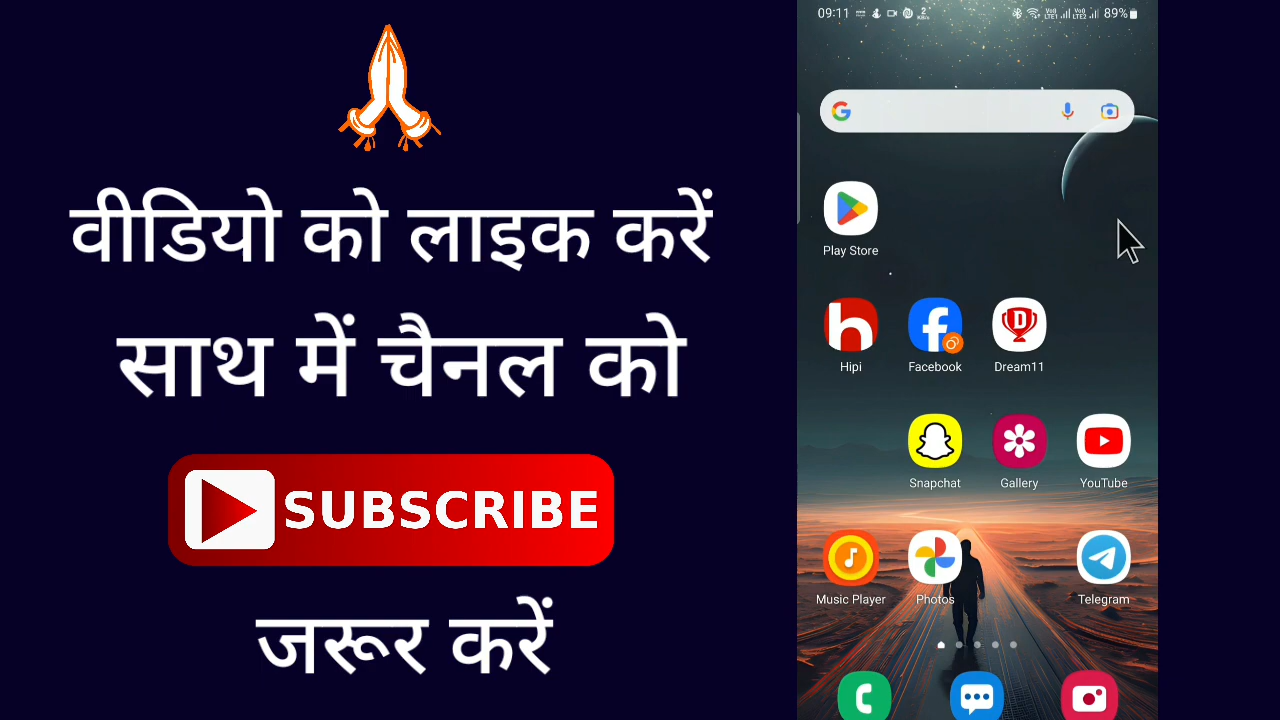 वीडियो को लाइक करें
साथ में चैनल को
SUBSCRIBE
जरूर करें
09:11
89%
Play Store
Hipi
Facebook
Dream11
Snapchat
Gallery
YouTube
Music Player
Photos
Telegram